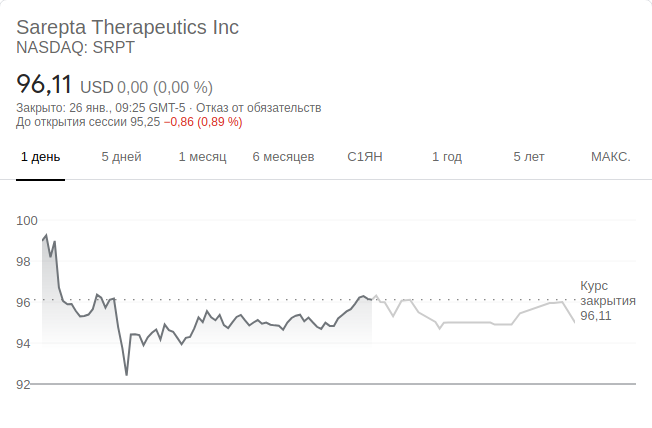 Sarepta Therapeutics Inc
NASDAQ: SRPT
96,11 USD 0,00 (0,00 %)
Закрыто: 26 янв., 09:25 GMT-5 · Отказ от обязательств
До открытия сессии 95,25 −0,86 (0,89 %)
1 день 5 дней 1 месяц 6 месяцев С1ЯН 1 год 5 лет МАКС.
100
98
96
94
92
Курс
закрытия
96,11